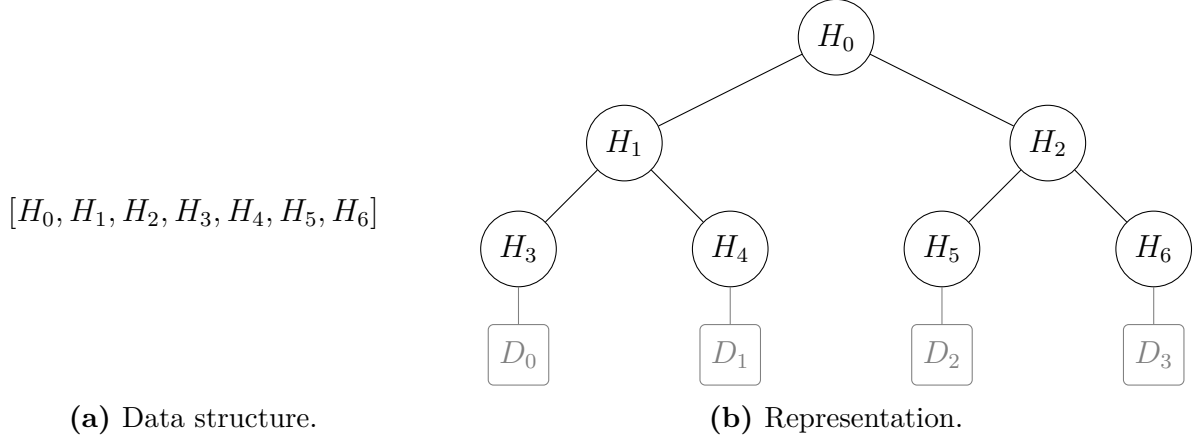 H₀
H₁ H₂
[H₀, H₁, H₂, H₃, H₄, H₅, H₆]
H₃ H₄ H₅ H₆
D₀ D₁ D₂ D₃
(a) Data structure.
(b) Representation.